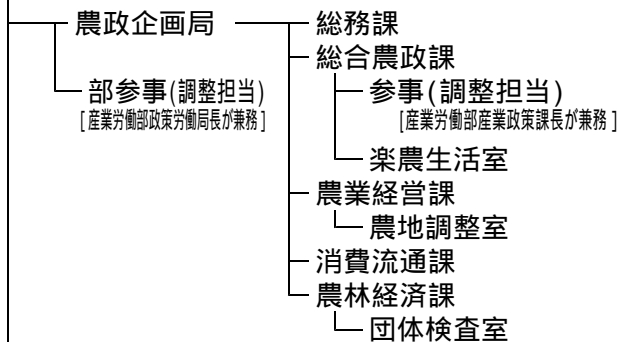 農政企画局
部参事(調整担当)
[産業労働部政策労働局長が兼務]
総務課
総合農政課
参事(調整担当)
[産業労働部産業政策課長が兼務]
楽農生活室
農業経営課
農地調整室
消費流通課
農林経済課
団体検査室